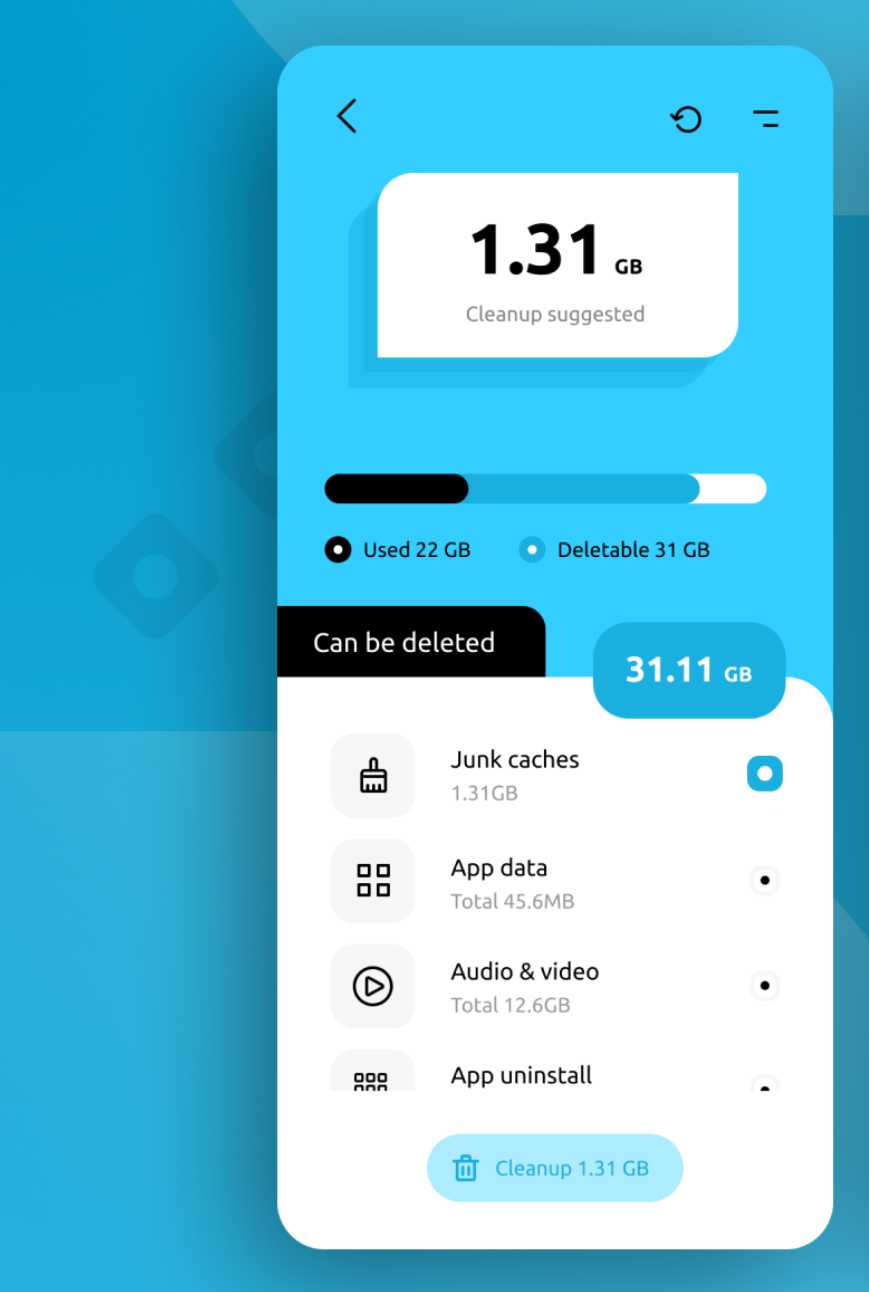 1.31 GB
Cleanup suggested
Used 22 GB Deletable 31 GB
Can be deleted
31.11 GB
Junk caches
1.31GB
App data
Total 45.6MB
Audio & video
Total 12.6GB
App uninstall
Cleanup 1.31 GB